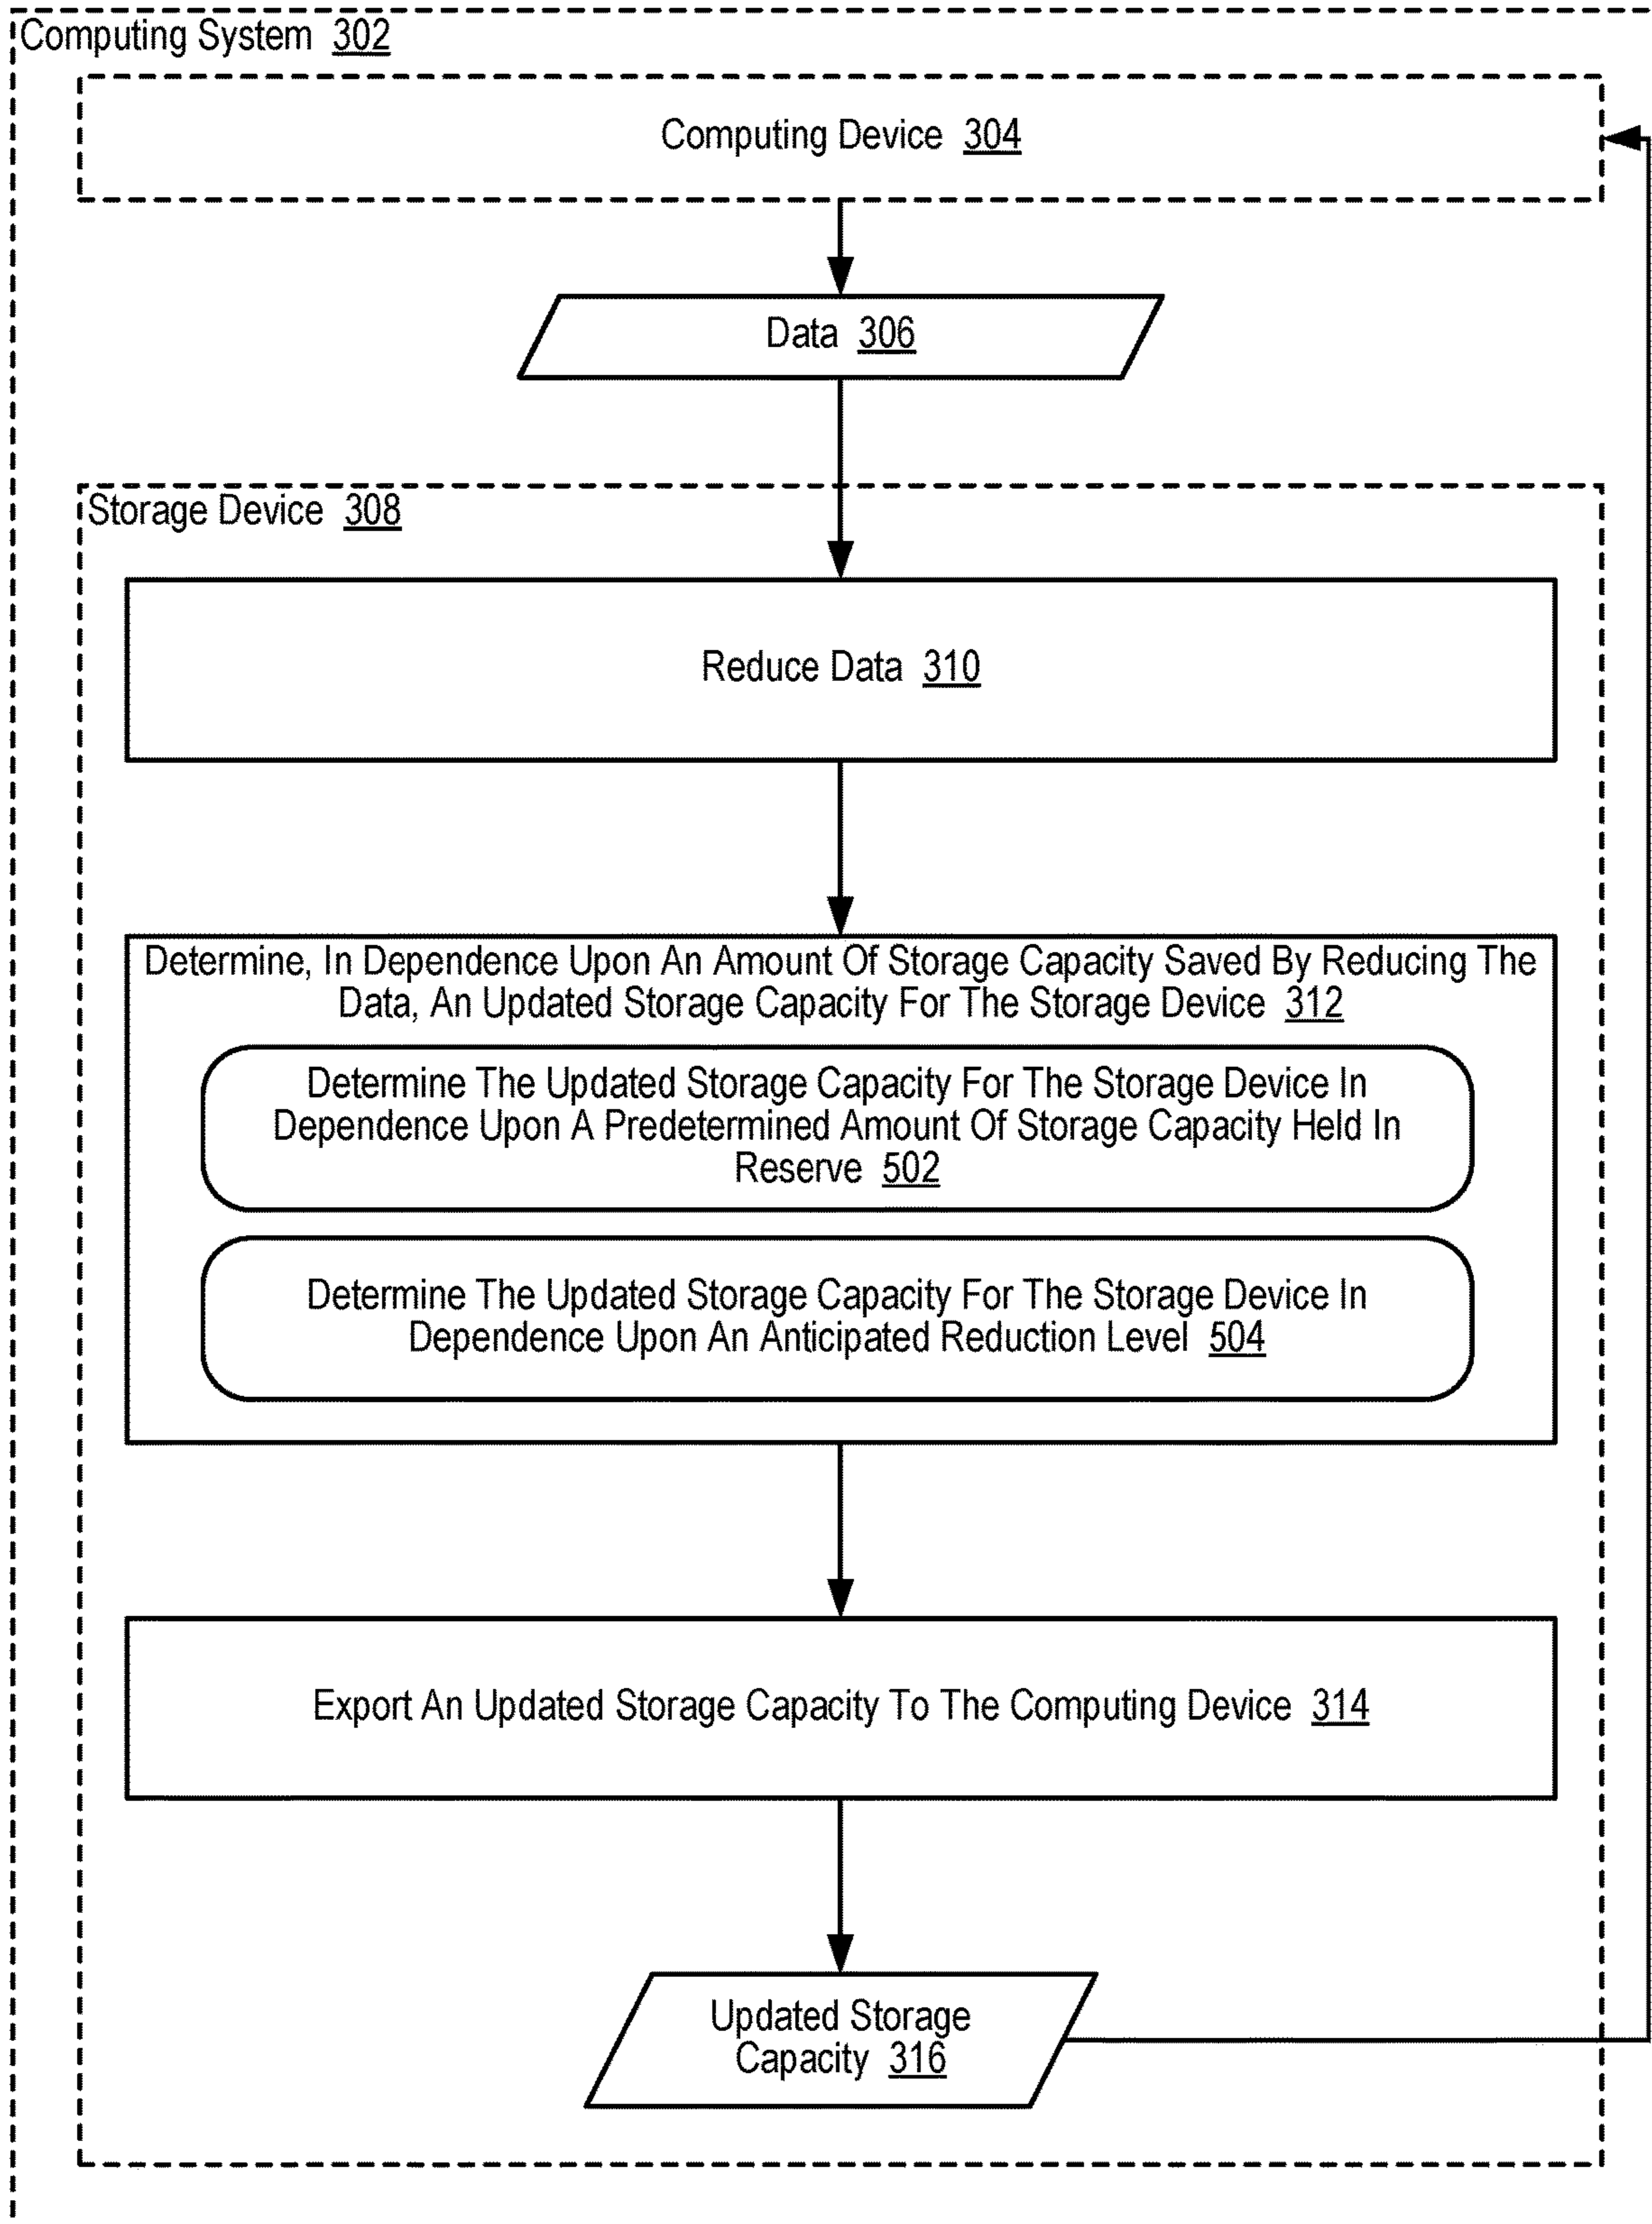 Computing System 302
Computing Device 304
Data 306
Storage Device 308
Reduce Data 310
Determine, In Dependence Upon An Amount Of Storage Capacity Saved By Reducing The
Data, An Updated Storage Capacity For The Storage Device 312
Determine The Updated Storage Capacity For The Storage Device In
Dependence Upon A Predetermined Amount Of Storage Capacity Held In
Reserve 502
Determine The Updated Storage Capacity For The Storage Device In
Dependence Upon An Anticipated Reduction Level 504
Export An Updated Storage Capacity To The Computing Device 314
Updated Storage
Capacity 316